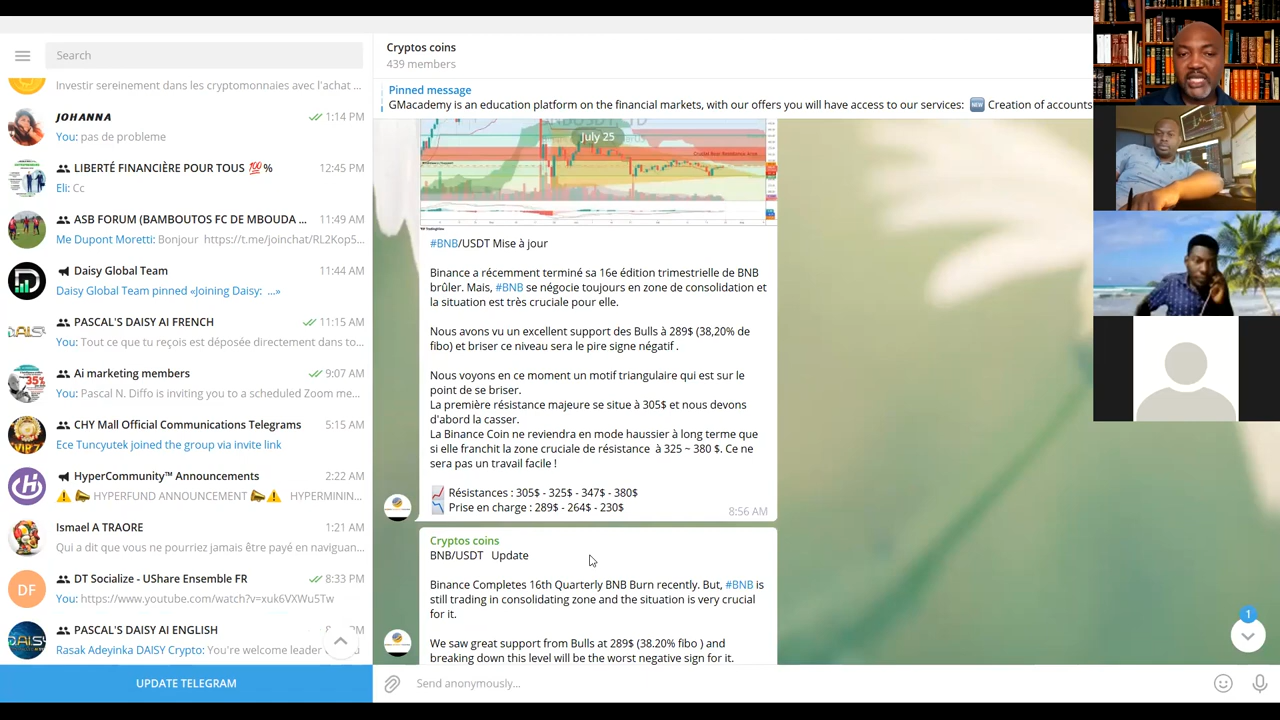 Search
Investir sereinement dans les cryptomonnaies avec l'achat ...
JOHANNA
1:14 PM
You: pas de probleme
LIBERTÉ FINANCIÈRE POUR TOUS 💯 %
12:45 PM
Eli: Cc
ASB FORUM (BAMBOUTOS FC DE MBOUDA ...
11:49 AM
Me Dupont Moretti: Bonjour https://t.me/joinchat/RL2Kop5...
Daisy Global Team
11:44 AM
Daisy Global Team pinned «Joining Daisy: ...»
PASCAL'S DAISY AI FRENCH
11:15 AM
You: Tout ce que tu reçois est déposée directement dans to...
Ai marketing members
9:07 AM
You: Pascal N. Diffo is inviting you to a scheduled Zoom me...
CHY Mall Official Communications Telegrams
5:15 AM
Ece Tuncyutek joined the group via invite link
HyperCommunity™ Announcements
2:22 AM
⚠️📣 HYPERFUND ANNOUNCEMENT 📣⚠️ HYPERMININ...
Ismael A TRAORE
1:21 AM
Qui a dit que vous ne pourriez jamais être payé en naviguan...
DF
DT Socialize - UShare Ensemble FR
8:33 PM
You: https://www.youtube.com/watch?v=xuk6VXWu5Tw
PASCAL'S DAISY AI ENGLISH
Rasak Adeyinka DAISY Crypto: You're welcome leader
UPDATE TELEGRAM
Cryptos coins
439 members
Pinned message
GMacademy is an education platform on the financial markets, with our offers you will have access to our services: 🆕 Creation of accounts
July 25
#BNB/USDT Mise à jour
Binance a récemment terminé sa 16e édition trimestrielle de BNB
brûler. Mais, #BNB se négocie toujours en zone de consolidation et
la situation est très cruciale pour elle.
Nous avons vu un excellent support des Bulls à 289$ (38,20% de
fibo) et briser ce niveau sera le pire signe négatif .
Nous voyons en ce moment un motif triangulaire qui est sur le
point de se briser.
La première résistance majeure se situe à 305$ et nous devons
d'abord la casser.
La Binance Coin ne reviendra en mode haussier à long terme que
si elle franchit la zone cruciale de résistance à 325 ~ 380 $. Ce ne
sera pas un travail facile !
📈 Résistances : 305$ - 325$ - 347$ - 380$
📉 Prise en charge : 289$ - 264$ - 230$
8:56 AM
Cryptos coins
BNB/USDT Update
Binance Completes 16th Quarterly BNB Burn recently. But, #BNB is
still trading in consolidating zone and the situation is very crucial
for it.
We saw great support from Bulls at 289$ (38.20% fibo ) and
breaking down this level will be the worst negative sign for it.
1
Send anonymously...